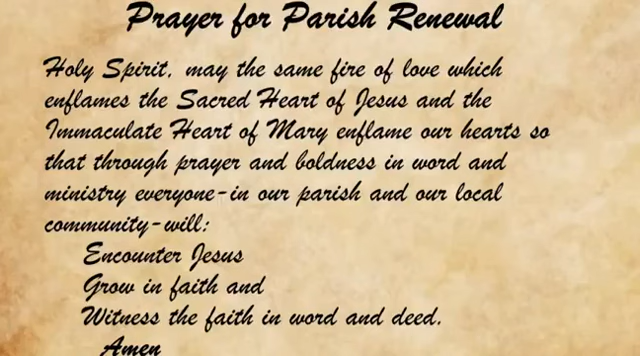 Prayer for Parish Renewal
Holy Spirit, may the same fire of love which
enflames the Sacred Heart of Jesus and the
Immaculate Heart of Mary enflame our hearts so
that through prayer and boldness in word and
ministry everyone-in our parish and our local
community-will:
Encounter Jesus
Grow in faith and
Witness the faith in word and deed.
Amen